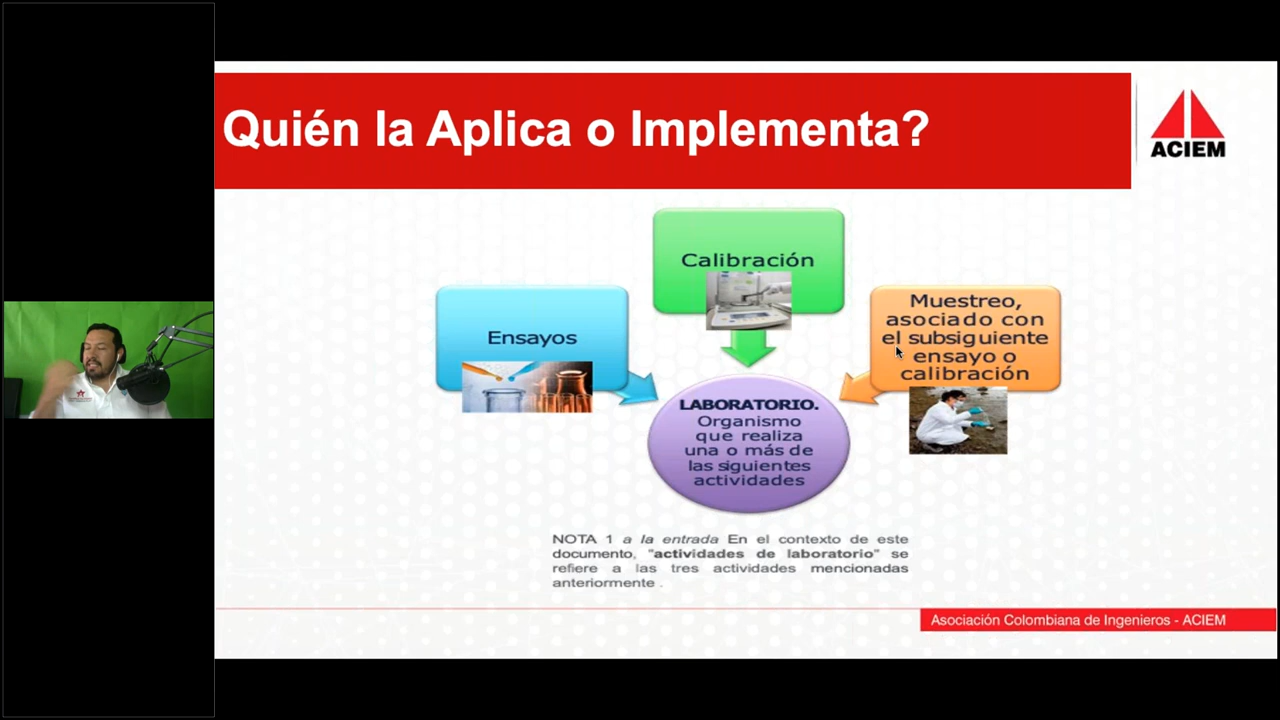 Quién la Aplica o Implementa?
ACIEM
Calibración
Ensayos
Muestreo,
asociado con
el subsiguiente
ensayo o
calibración
LABORATORIO.
Organismo
que realiza
una o más de
las siguientes
actividades
NOTA 1 a la entrada En el contexto de este
documento, "actividades de laboratorio" se
refiere a las tres actividades mencionadas
anteriormente .
Asociación Colombiana de Ingenieros - ACIEM